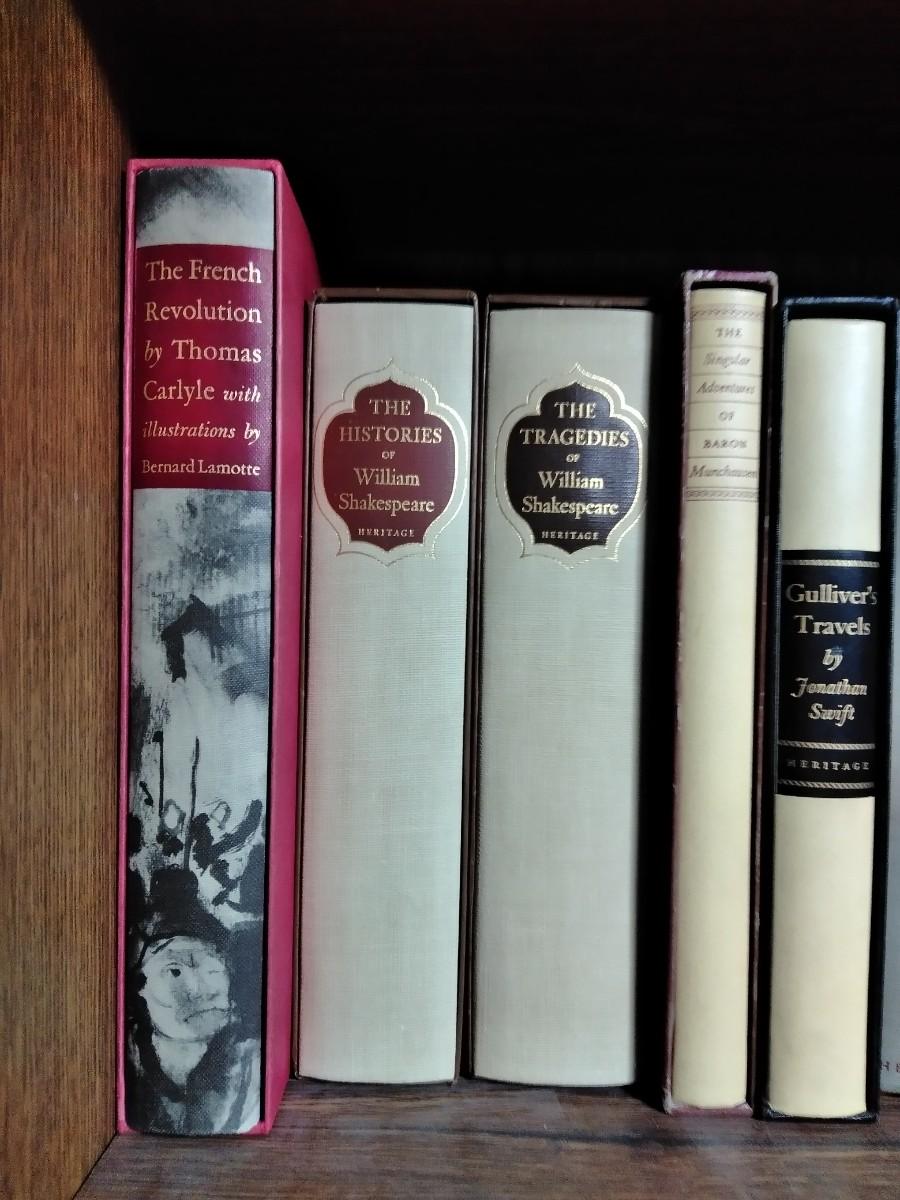 The French
Revolution
by Thomas
Carlyle with
illustrations by
Bernard Lamotte
THE
HISTORIES
OF
William
Shakespeare
HERITAGE
THE
TRAGEDIES
OF
William
Shakespeare
HERITAGE
THE
Singular
Adventures
OF
BARON
Munchausen
Gulliver's
Travels
by
Jonathan
Swift
HERITAGE